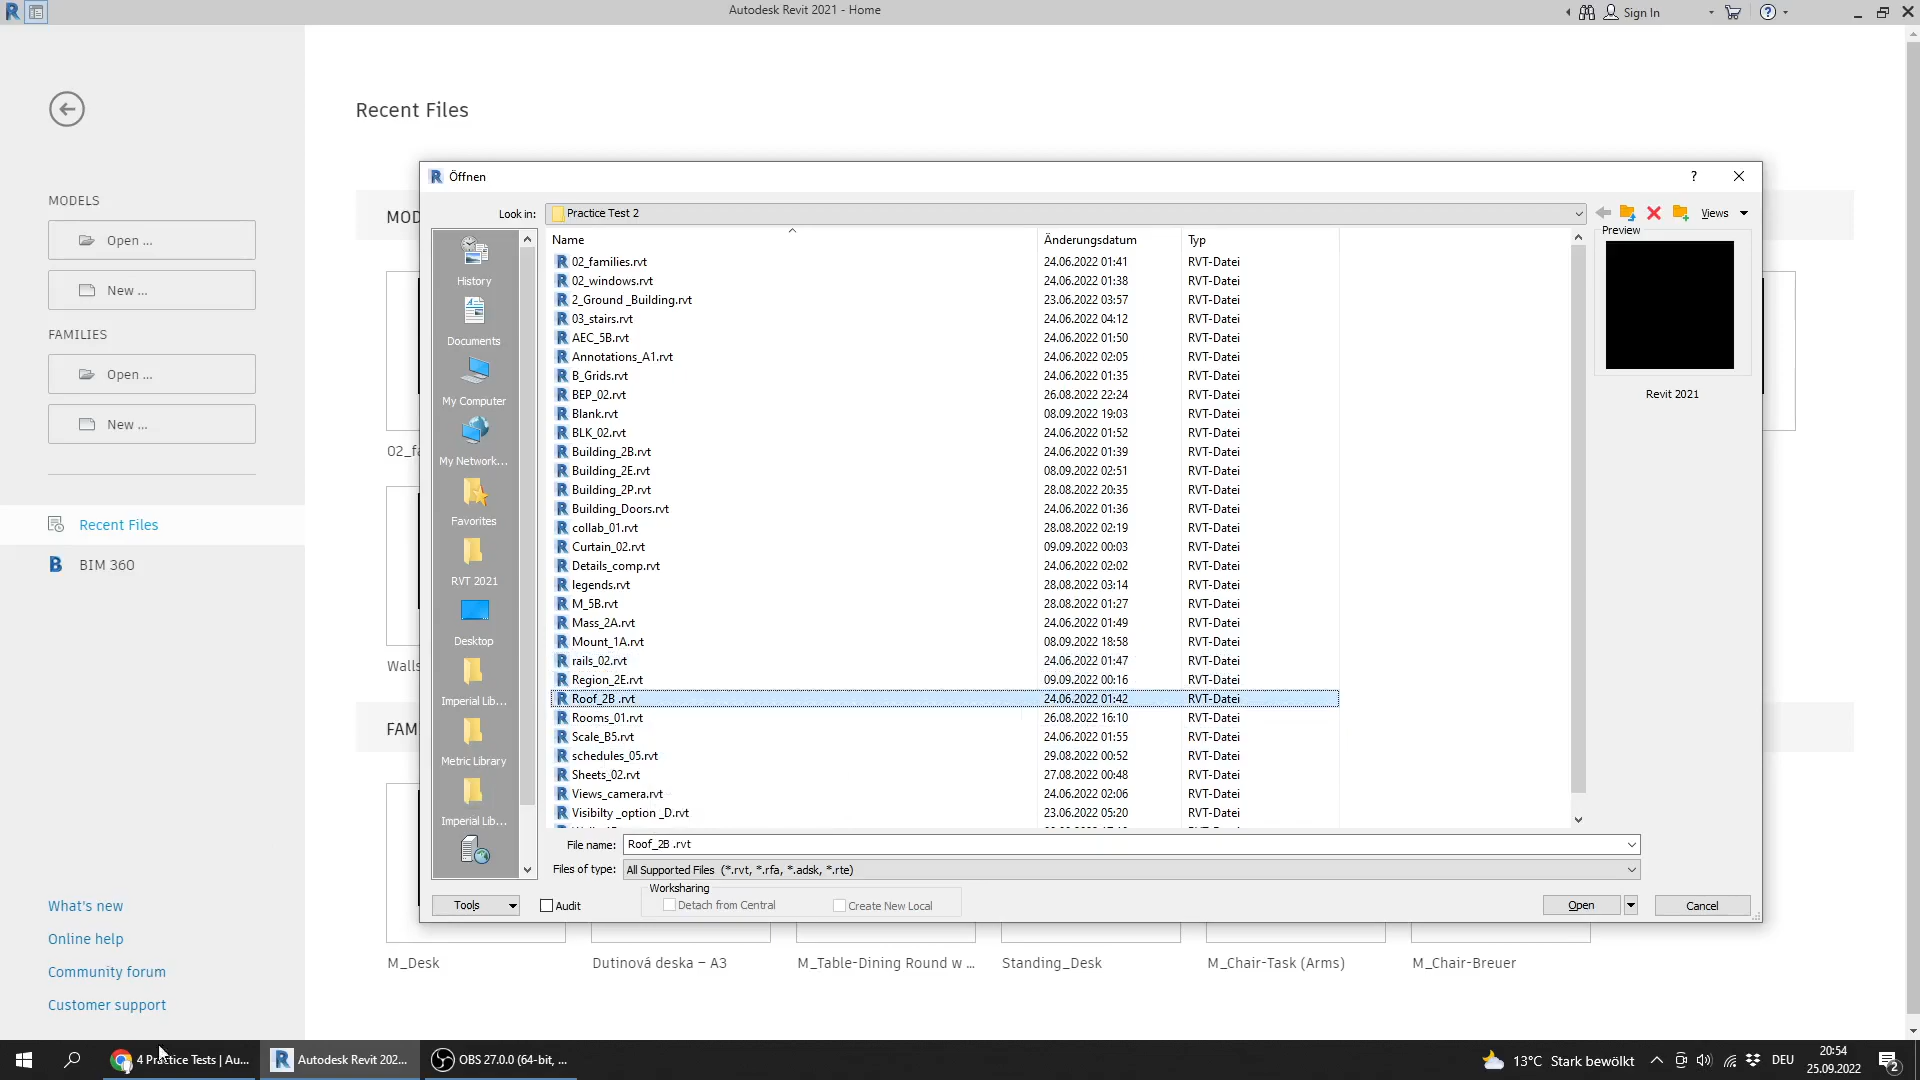 Autodesk Revit 2021 - Home
Sign In
Recent Files
MODELS
Open ...
New ...
FAMILIES
Open ...
New ...
Recent Files
BIM 360
What's new
Online help
Community forum
Customer support
Öffnen
Look in:
Practice Test 2
Views
Preview
Revit 2021
History
Documents
My Computer
My Network...
Favorites
RVT 2021
Desktop
Imperial Lib...
Metric Library
Imperial Lib...
Name Änderungsdatum Typ
02_families.rvt 24.06.2022 01:41 RVT-Datei
02_windows.rvt 24.06.2022 01:38 RVT-Datei
2_Ground _Building.rvt 23.06.2022 03:57 RVT-Datei
03_stairs.rvt 24.06.2022 04:12 RVT-Datei
AEC_5B.rvt 24.06.2022 01:50 RVT-Datei
Annotations_A1.rvt 24.06.2022 02:05 RVT-Datei
B_Grids.rvt 24.06.2022 01:35 RVT-Datei
BEP_02.rvt 26.08.2022 22:24 RVT-Datei
Blank.rvt 08.09.2022 19:03 RVT-Datei
BLK_02.rvt 24.06.2022 01:52 RVT-Datei
Building_2B.rvt 24.06.2022 01:39 RVT-Datei
Building_2E.rvt 08.09.2022 02:51 RVT-Datei
Building_2P.rvt 28.08.2022 20:35 RVT-Datei
Building_Doors.rvt 24.06.2022 01:36 RVT-Datei
collab_01.rvt 28.08.2022 02:19 RVT-Datei
Curtain_02.rvt 09.09.2022 00:03 RVT-Datei
Details_comp.rvt 24.06.2022 02:02 RVT-Datei
legends.rvt 28.08.2022 03:14 RVT-Datei
M_5B.rvt 28.08.2022 01:27 RVT-Datei
Mass_2A.rvt 24.06.2022 01:49 RVT-Datei
Mount_1A.rvt 08.09.2022 18:58 RVT-Datei
rails_02.rvt 24.06.2022 01:47 RVT-Datei
Region_2E.rvt 09.09.2022 00:16 RVT-Datei
Roof_2B .rvt 24.06.2022 01:42 RVT-Datei
Rooms_01.rvt 26.08.2022 16:10 RVT-Datei
Scale_B5.rvt 24.06.2022 01:55 RVT-Datei
schedules_05.rvt 29.08.2022 00:52 RVT-Datei
Sheets_02.rvt 27.08.2022 00:48 RVT-Datei
Views_camera.rvt 24.06.2022 02:06 RVT-Datei
Visibilty _option _D.rvt 23.06.2022 05:20 RVT-Datei
File name: Roof_2B .rvt
Files of type: All Supported Files (*.rvt, *.rfa, *.adsk, *.rte)
Worksharing
Tools
Audit
Detach from Central
Create New Local
Open
Cancel
MOD
02_fa
Walls
FAM
M_Desk
Dutinová deska – A3
M_Table-Dining Round w ...
Standing_Desk
M_Chair-Task (Arms)
M_Chair-Breuer
4 Practice Tests | Au...
Autodesk Revit 202...
OBS 27.0.0 (64-bit, ...
13°C Stark bewölkt
DEU
20:54
25.09.2022
2